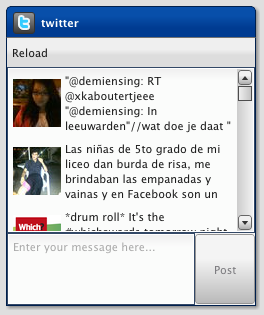 twitter
Reload
"@demiensing: RT
@xkaboutertjeee
"@demiensing: In
leeuwarden"//wat doe je daat "
Las niñas de 5to grado de mi
liceo dan burda de risa, me
brindaban las empanadas y
vainas y en Facebook son un
Which
*drum roll* It's the
Enter your message here...
Post